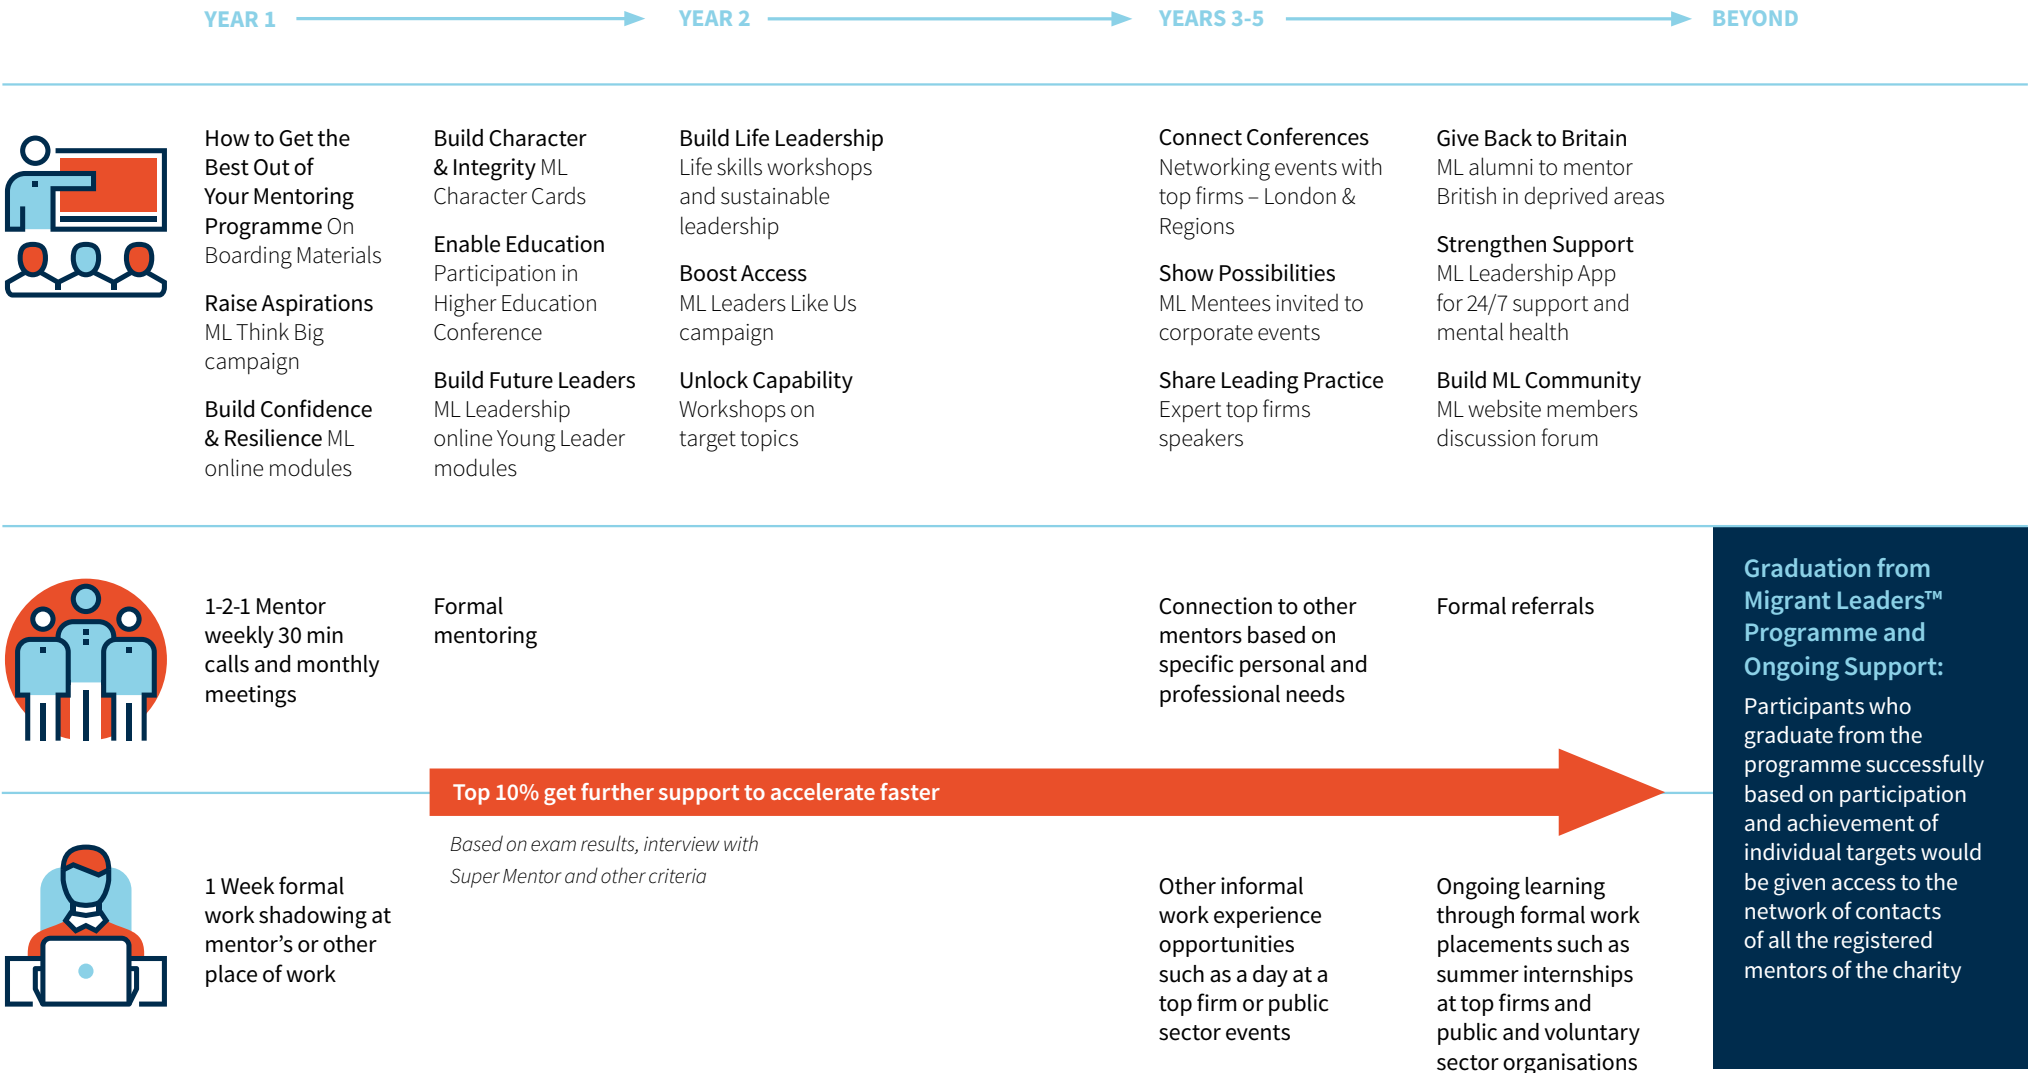 YEAR 1
YEAR 2
YEARS 3-5
BEYOND
How to Get the
Best Out of
Your Mentoring
Programme On
Boarding Materials
Raise Aspirations
ML Think Big
campaign
Build Confidence
& Resilience ML
online modules
Build Character
& Integrity ML
Character Cards
Enable Education
Participation in
Higher Education
Conference
Build Future Leaders
ML Leadership
online Young Leader
modules
Build Life Leadership
Life skills workshops
and sustainable
leadership
Boost Access
ML Leaders Like Us
campaign
Unlock Capability
Workshops on
target topics
Connect Conferences
Networking events with
top firms – London &
Regions
Show Possibilities
ML Mentees invited to
corporate events
Share Leading Practice
Expert top firms
speakers
Give Back to Britain
ML alumni to mentor
British in deprived areas
Strengthen Support
ML Leadership App
for 24/7 support and
mental health
Build ML Community
ML website members
discussion forum
1-2-1 Mentor
weekly 30 min
calls and monthly
meetings
Formal
mentoring
Connection to other
mentors based on
specific personal and
professional needs
Formal referrals
Top 10% get further support to accelerate faster
Based on exam results, interview with
Super Mentor and other criteria
1 Week formal
work shadowing at
mentor's or other
place of work
Other informal
work experience
opportunities
such as a day at a
top firm or public
sector events
Ongoing learning
through formal work
placements such as
summer internships
at top firms and
public and voluntary
sector organisations
Graduation from
Migrant Leaders™
Programme and
Ongoing Support:
Participants who
graduate from the
programme successfully
based on participation
and achievement of
individual targets would
be given access to the
network of contacts
of all the registered
mentors of the charity